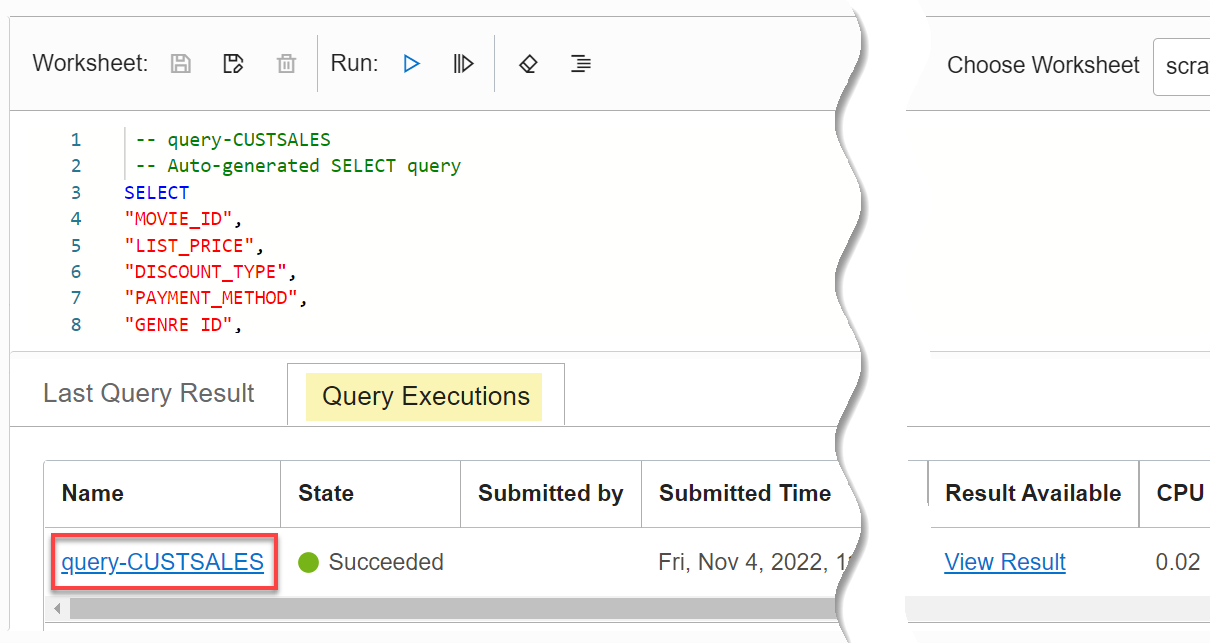 Worksheet: Run: Choose Worksheet scra
1 -- query-CUSTSALES
2 -- Auto-generated SELECT query
3 SELECT
4 "MOVIE_ID",
5 "LIST_PRICE",
6 "DISCOUNT_TYPE",
7 "PAYMENT_METHOD",
8 "GENRE ID",
Last Query Result Query Executions
Name State Submitted by Submitted Time Result Available CPU
query-CUSTSALES Succeeded Fri, Nov 4, 2022, 1 View Result 0.02